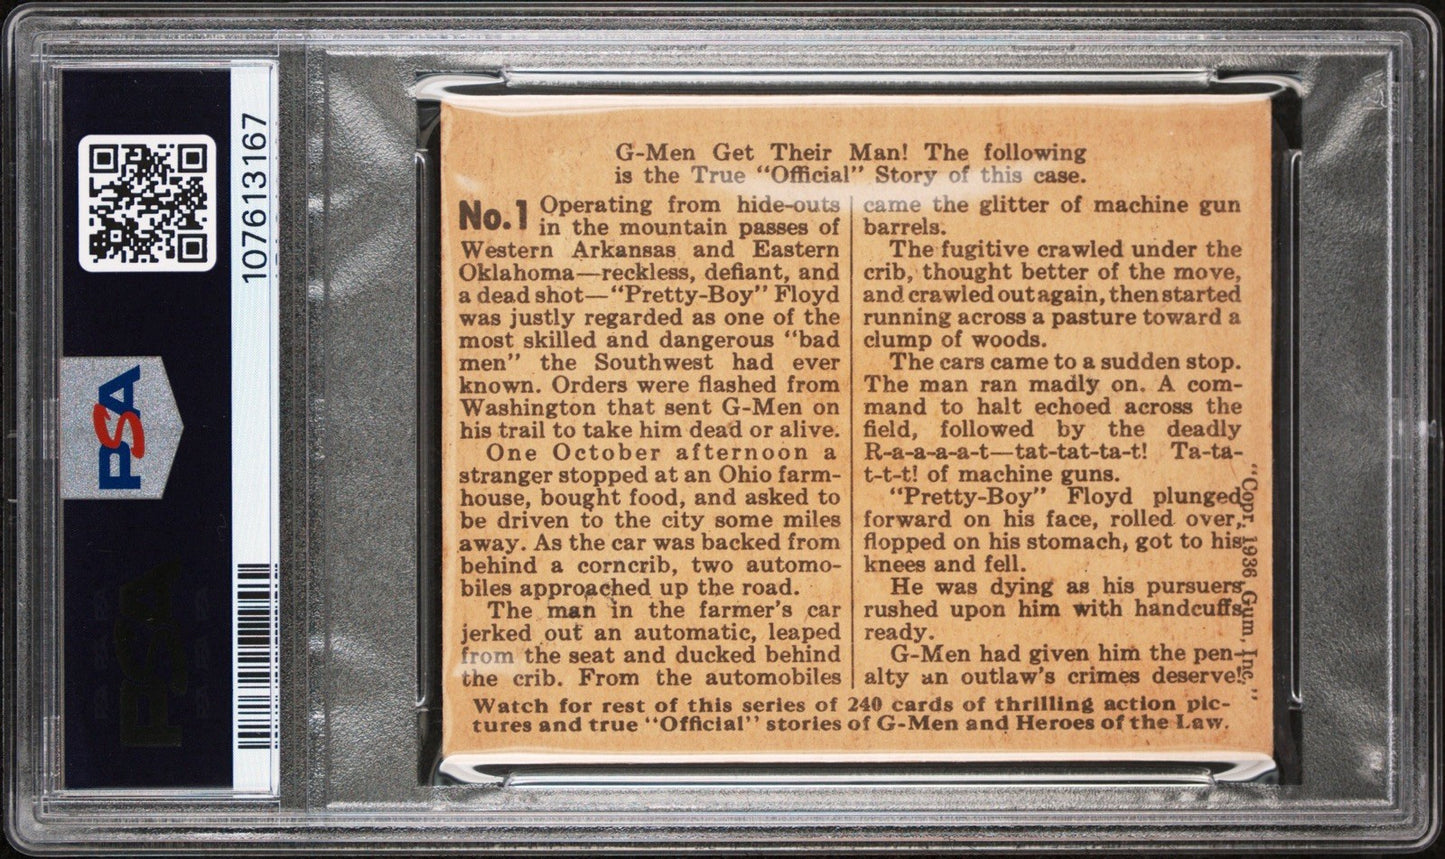 107613167
PSA
G-Men Get Their Man! The following
is the True "Official" Story of this case.
No. 1 Operating from hide-outs
in the mountain passes of
Western Arkansas and Eastern
Oklahoma—reckless, defiant, and
a dead shot—"Pretty-Boy" Floyd
was justly regarded as one of the
most skilled and dangerous "bad
men" the Southwest had ever
known. Orders were flashed from
Washington that sent G-Men on
his trail to take him dead or alive.
One October afternoon a
stranger stopped at an Ohio farm-
house, bought food, and asked to
be driven to the city some miles
away. As the car was backed from
behind a corncrib, two automo-
biles approached up the road.
The man in the farmer's car
jerked out an automatic, leaped
from the seat and ducked behind
the crib. From the automobiles
came the glitter of machine gun
barrels.
The fugitive crawled under the
crib, thought better of the move,
and crawled out again, then started
running across a pasture toward a
clump of woods.
The cars came to a sudden stop.
The man ran madly on. A com-
mand to halt echoed across the
field, followed by the deadly
R-a-a-a-a-t—tat-tat-ta-t! Ta-ta-
t-t-t! of machine guns.
"Pretty-Boy" Floyd plunged
forward on his face, rolled over,
flopped on his stomach, got to his
knees and fell.
He was dying as his pursuers
rushed upon him with handcuffs
ready.
G-Men had given him the pen-
alty an outlaw's crimes deserve!
"Copr. 1936 Gum, Inc."
Watch for rest of this series of 240 cards of thrilling action pic-
tures and true "Official" stories of G-Men and Heroes of the Law.
PSA